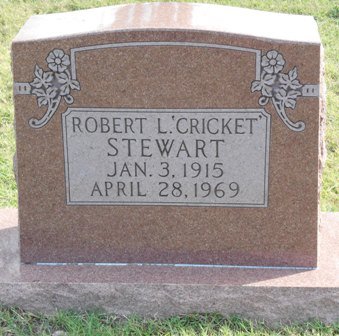 ROBERT L. 'CRICKET'
STEWART
JAN. 3, 1915
APRIL 28, 1969